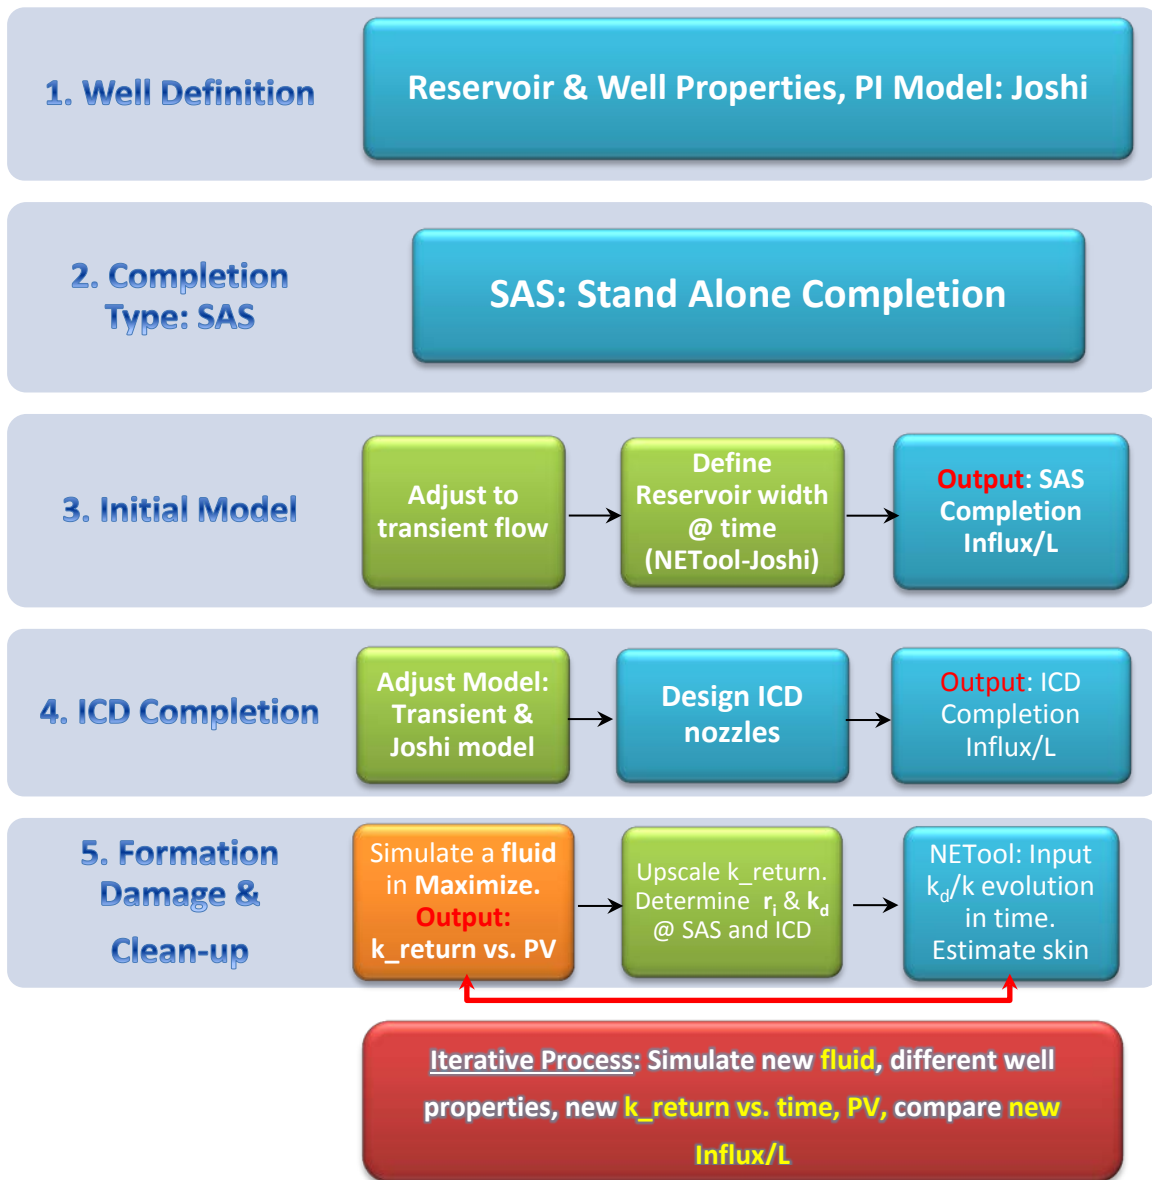 1. Well Definition
Reservoir & Well Properties, PI Model: Joshi
2. Completion
Type: SAS
SAS: Stand Alone Completion
3. Initial Model
Adjust to
transient flow
Define
Reservoir width
@ time
(NETool-Joshi)
Output: SAS
Completion
Influx/L
4. ICD Completion
Adjust Model:
Transient &
Joshi model
Design ICD
nozzles
Output: ICD
Completion
Influx/L
5. Formation
Damage &
Clean-up
Simulate a fluid
in Maximize.
Output:
k_return vs. PV
Upscale k_return.
Determine ri & kd
@ SAS and ICD
NETool: Input
kd/k evolution
in time.
Estimate skin
Iterative Process: Simulate new fluid, different well
properties, new k_return vs. time, PV, compare new
Influx/L